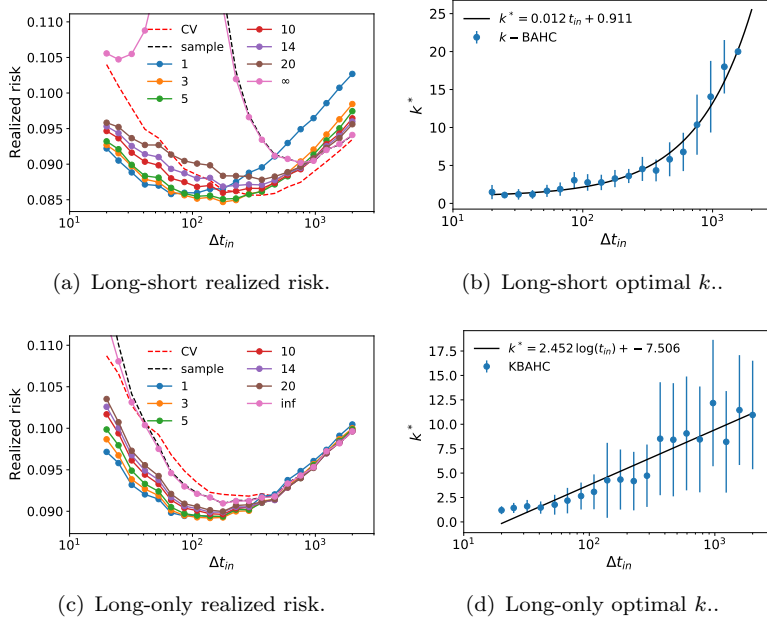 0.110
0.105
0.100
0.095
0.090
0.085
Realized risk
CV
sample
1
3
5
10
14
20
∞
10¹
10²
10³
Δt_in
(a) Long-short realized risk.
25
20
15
10
5
0
k*
k* = 0.012 t_in + 0.911
k − BAHC
10¹
10²
10³
Δt_in
(b) Long-short optimal k..
0.110
0.105
0.100
0.095
0.090
Realized risk
CV
sample
1
3
5
10
14
20
inf
10¹
10²
10³
Δt_in
(c) Long-only realized risk.
17.5
15.0
12.5
10.0
7.5
5.0
2.5
0.0
k*
k* = 2.452 log(t_in) + −7.506
KBAHC
10¹
10²
10³
Δt_in
(d) Long-only optimal k..